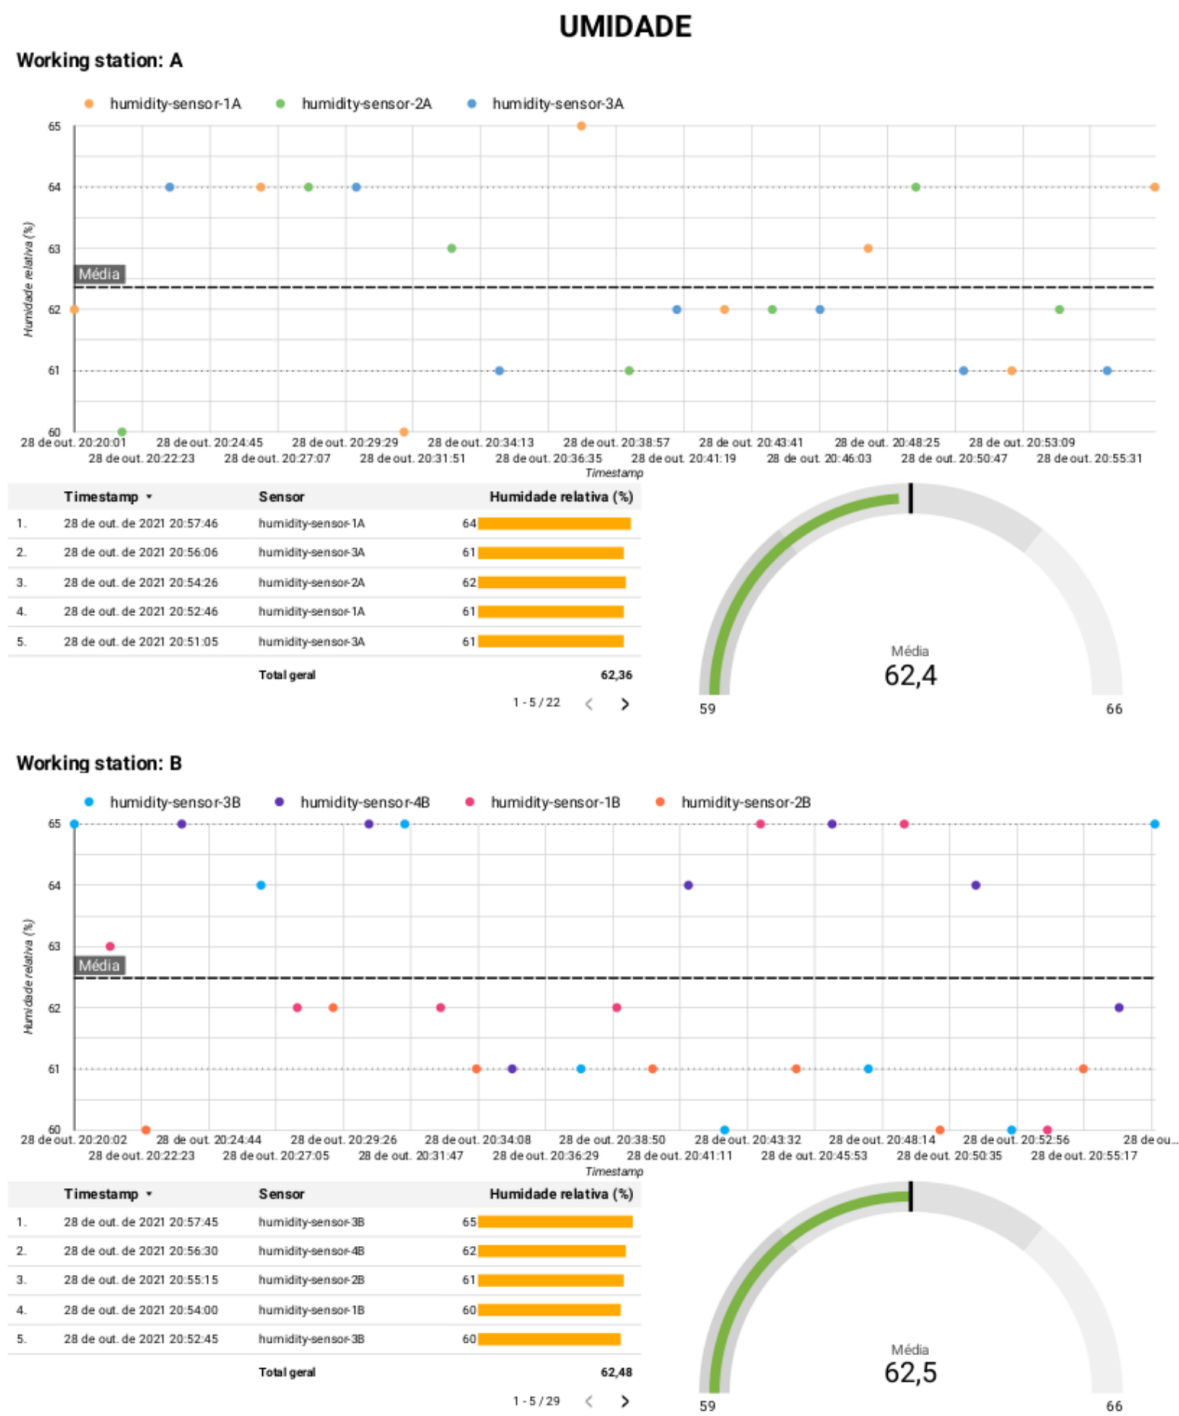 UMIDADE
Working station: A
humidity-sensor-1A humidity-sensor-2A humidity-sensor-3A
65
64
63
Média
62
61
60
Humidade relativa (%)
28 de out. 20:20:01 28 de out. 20:24:45 28 de out. 20:29:29 28 de out. 20:34:13 28 de out. 20:38:57 28 de out. 20:43:41 28 de out. 20:48:25 28 de out. 20:53:09
28 de out. 20:22:23 28 de out. 20:27:07 28 de out. 20:31:51 28 de out. 20:36:35 28 de out. 20:41:19 28 de out. 20:46:03 28 de out. 20:50:47 28 de out. 20:55:31
Timestamp
Timestamp Sensor Humidade relativa (%)
1. 28 de out. de 2021 20:57:46 humidity-sensor-1A 64
2. 28 de out. de 2021 20:56:06 humidity-sensor-3A 61
3. 28 de out. de 2021 20:54:26 humidity-sensor-2A 62
4. 28 de out. de 2021 20:52:46 humidity-sensor-1A 61
5. 28 de out. de 2021 20:51:05 humidity-sensor-3A 61
Total geral 62,36
1 - 5 / 22
Média
62,4
59 66
Working station: B
humidity-sensor-3B humidity-sensor-4B humidity-sensor-1B humidity-sensor-2B
65
64
63
Média
62
61
60
Humidade relativa (%)
28 de out. 20:20:02 28 de out. 20:24:44 28 de out. 20:29:26 28 de out. 20:34:08 28 de out. 20:38:50 28 de out. 20:43:32 28 de out. 20:48:14 28 de out. 20:52:56 28 de ou...
28 de out. 20:22:23 28 de out. 20:27:05 28 de out. 20:31:47 28 de out. 20:36:29 28 de out. 20:41:11 28 de out. 20:45:53 28 de out. 20:50:35 28 de out. 20:55:17
Timestamp
Timestamp Sensor Humidade relativa (%)
1. 28 de out. de 2021 20:57:45 humidity-sensor-3B 65
2. 28 de out. de 2021 20:56:30 humidity-sensor-4B 62
3. 28 de out. de 2021 20:55:15 humidity-sensor-2B 61
4. 28 de out. de 2021 20:54:00 humidity-sensor-1B 60
5. 28 de out. de 2021 20:52:45 humidity-sensor-3B 60
Total geral 62,48
1 - 5 / 29
Média
62,5
59 66